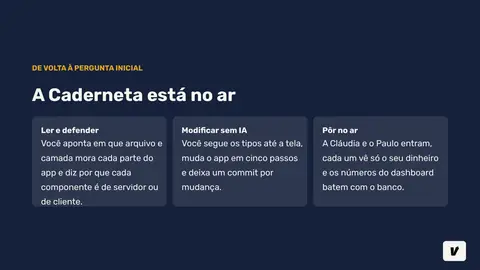 DE VOLTA À PERGUNTA INICIAL
A Caderneta está no ar
Ler e defender
Você aponta em que arquivo e
camada mora cada parte do
app e diz por que cada
componente é de servidor ou
de cliente.
Modificar sem IA
Você segue os tipos até a tela,
muda o app em cinco passos
e deixa um commit por
mudança.
Pôr no ar
A Cláudia e o Paulo entram,
cada um vê só o seu dinheiro
e os números do dashboard
batem com o banco.
V